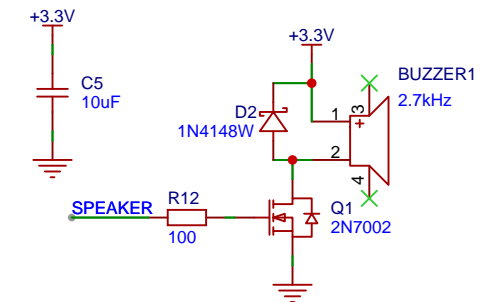 +3.3V
C5
10uF
+3.3V
D2
1N4148W
BUZZER1
2.7kHz
1
+
3
2
4
SPEAKER
R12
100
Q1
2N7002